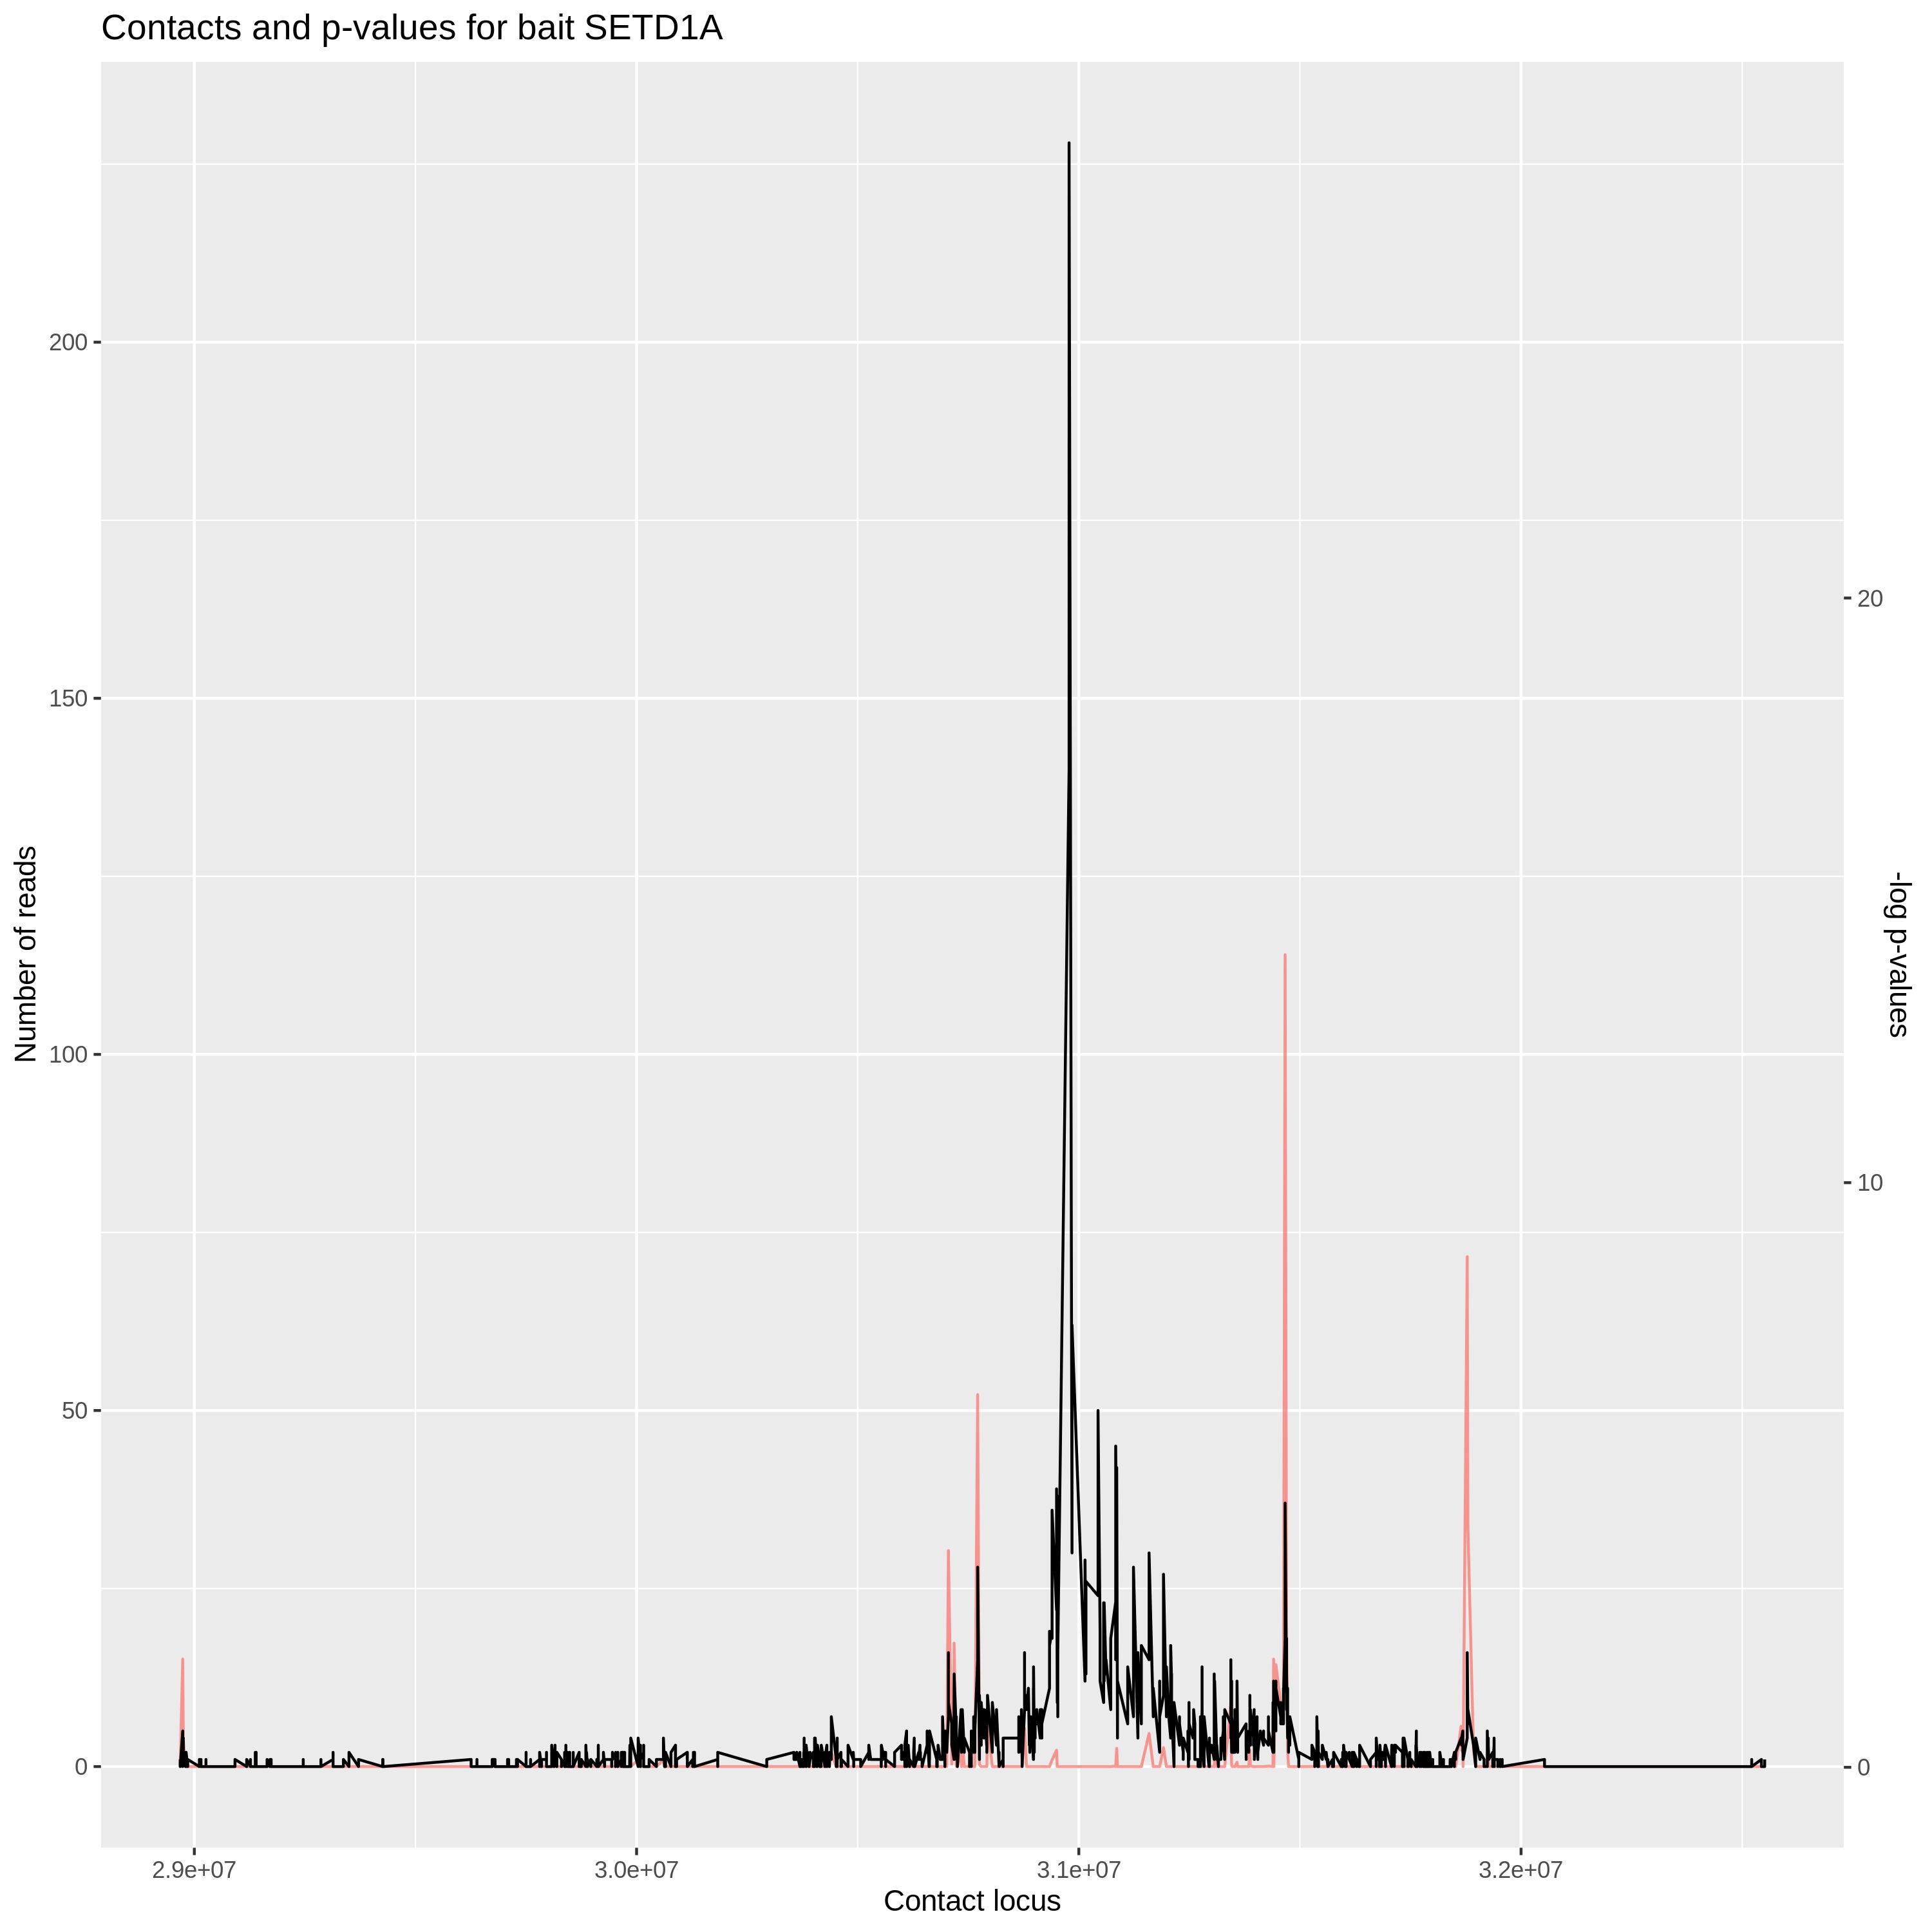 Contacts and p-values for bait SETD1A
200
150
100
50
0
Number of reads
20
10
0
-log p-values
2.9e+07
3.0e+07
3.1e+07
3.2e+07
Contact locus